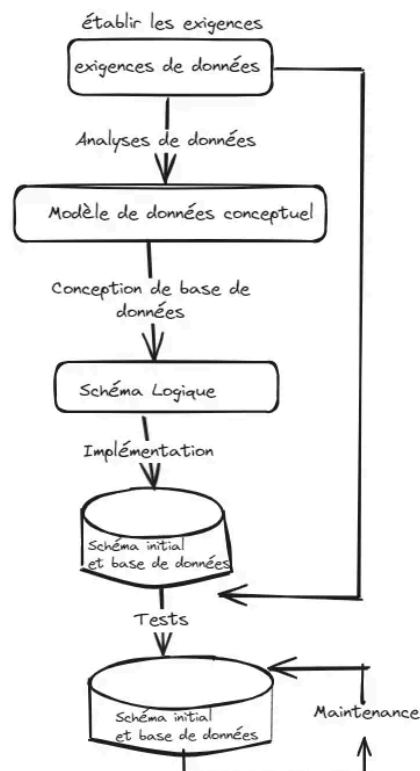 établir les exigences
exigences de données
Analyses de données
Modèle de données conceptuel
Conception de base de
données
Schéma Logique
Implémentation
Schéma initial
et base de données
Tests
Schéma initial
et base de données
Maintenance